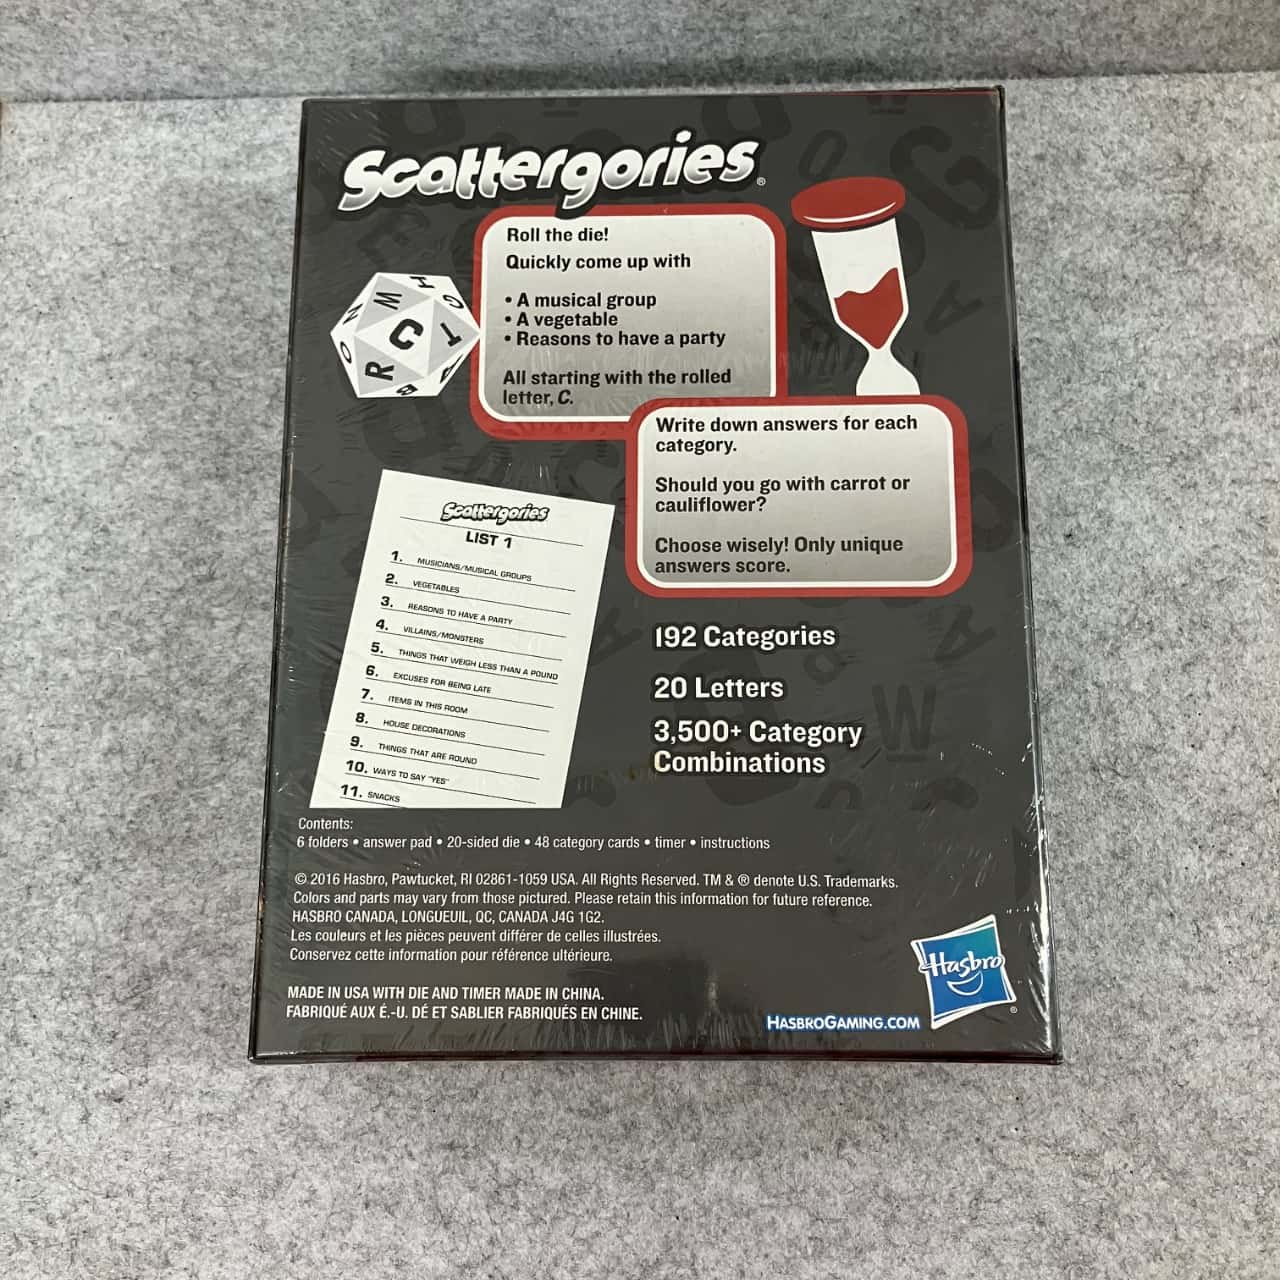 Scattergories®
Roll the die!
Quickly come up with
• A musical group
• A vegetable
• Reasons to have a party
All starting with the rolled
letter, C.
W
H
G
N
C
T
O
R
B
Write down answers for each
category.
Should you go with carrot or
cauliflower?
Choose wisely! Only unique
answers score.
Scattergories
LIST 1
1. MUSICIANS/MUSICAL GROUPS
2. VEGETABLES
3. REASONS TO HAVE A PARTY
4. VILLAINS/MONSTERS
5. THINGS THAT WEIGH LESS THAN A POUND
6. EXCUSES FOR BEING LATE
7. ITEMS IN THIS ROOM
8. HOUSE DECORATIONS
9. THINGS THAT ARE ROUND
10. WAYS TO SAY "YES"
11. SNACKS
192 Categories
20 Letters
3,500+ Category
Combinations
Contents:
6 folders • answer pad • 20-sided die • 48 category cards • timer • instructions
© 2016 Hasbro, Pawtucket, RI 02861-1059 USA. All Rights Reserved. TM & ® denote U.S. Trademarks.
Colors and parts may vary from those pictured. Please retain this information for future reference.
HASBRO CANADA, LONGUEUIL, QC, CANADA J4G 1G2.
Les couleurs et les pièces peuvent différer de celles illustrées.
Conservez cette information pour référence ultérieure.
MADE IN USA WITH DIE AND TIMER MADE IN CHINA.
FABRIQUÉ AUX É.-U. DÉ ET SABLIER FABRIQUÉS EN CHINE.
HASBROGAMING.COM
Hasbro®